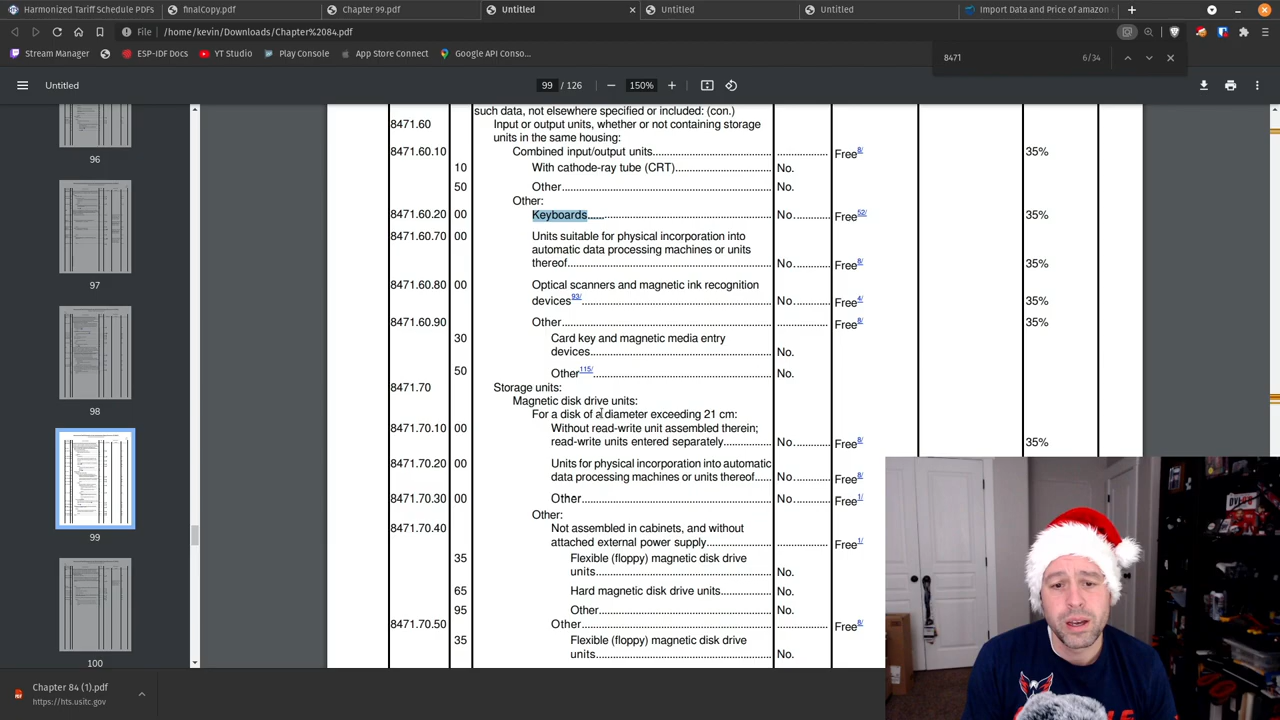 Harmonized Tariff Schedule PDFs
finalCopy.pdf
Chapter 99.pdf
Untitled
Untitled
Untitled
Import Data and Price of amazon
File
/home/kevin/Downloads/Chapter%2084.pdf
Stream Manager
ESP-IDF Docs
YT Studio
Play Console
App Store Connect
Google API Conso...
8471
6/34
Untitled
99 / 126
150%
96
97
98
99
100
such data, not elsewhere specified or included: (con.)
8471.60 Input or output units, whether or not containing storage
units in the same housing:
8471.60.10 Combined input/output units.................................. .................. Free 8/ 35%
10 With cathode-ray tube (CRT)............................. No.
50 Other............................................................... No.
Other:
8471.60.20 00 Keyboards........................................................ No................ Free 52/ 35%
8471.60.70 00 Units suitable for physical incorporation into
automatic data processing machines or units
thereof............................................................. No................ Free 8/ 35%
8471.60.80 00 Optical scanners and magnetic ink recognition
devices 93/......................................................... No................ Free 4/ 35%
8471.60.90 Other............................................................... .................. Free 8/ 35%
30 Card key and magnetic media entry
devices........................................................ No.
50 Other 115/...................................................... No.
8471.70 Storage units:
Magnetic disk drive units:
For a disk of a diameter exceeding 21 cm:
8471.70.10 00 Without read-write unit assembled therein;
read-write units entered separately............... No................ Free 8/ 35%
8471.70.20 00 Units for physical incorporation into automatic
data processing machines or units thereof..... No................ Free 8/
8471.70.30 00 Other............................................................ No................ Free 1/
Other:
8471.70.40 Not assembled in cabinets, and without
attached external power supply.................... .................. Free 1/
35 Flexible (floppy) magnetic disk drive
units......................................................... No.
65 Hard magnetic disk drive units................ No.
95 Other........................................................ No.
8471.70.50 Other............................................................ .................. Free 8/
35 Flexible (floppy) magnetic disk drive
units......................................................... No.
Chapter 84 (1).pdf
https://hts.usitc.gov